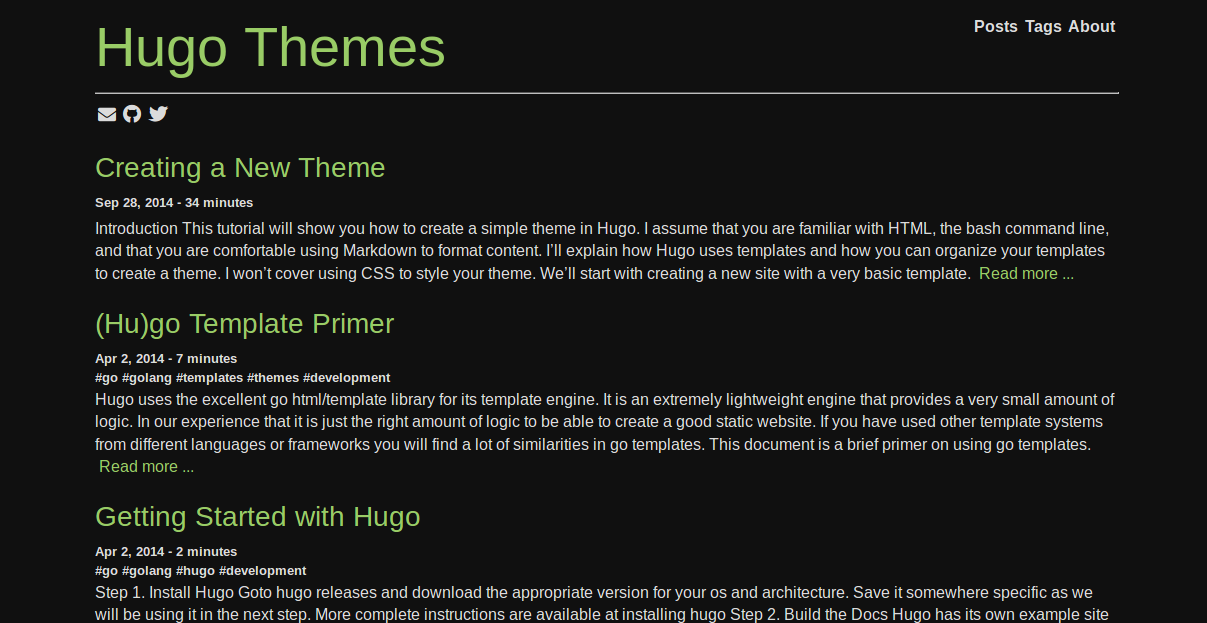 Hugo Themes
Posts Tags About
Creating a New Theme
Sep 28, 2014 - 34 minutes
Introduction This tutorial will show you how to create a simple theme in Hugo. I assume that you are familiar with HTML, the bash command line,
and that you are comfortable using Markdown to format content. I’ll explain how Hugo uses templates and how you can organize your templates
to create a theme. I won’t cover using CSS to style your theme. We’ll start with creating a new site with a very basic template. Read more ...
(Hu)go Template Primer
Apr 2, 2014 - 7 minutes
#go #golang #templates #themes #development
Hugo uses the excellent go html/template library for its template engine. It is an extremely lightweight engine that provides a very small amount of
logic. In our experience that it is just the right amount of logic to be able to create a good static website. If you have used other template systems
from different languages or frameworks you will find a lot of similarities in go templates. This document is a brief primer on using go templates.
Read more ...
Getting Started with Hugo
Apr 2, 2014 - 2 minutes
#go #golang #hugo #development
Step 1. Install Hugo Goto hugo releases and download the appropriate version for your os and architecture. Save it somewhere specific as we
will be using it in the next step. More complete instructions are available at installing hugo Step 2. Build the Docs Hugo has its own example site